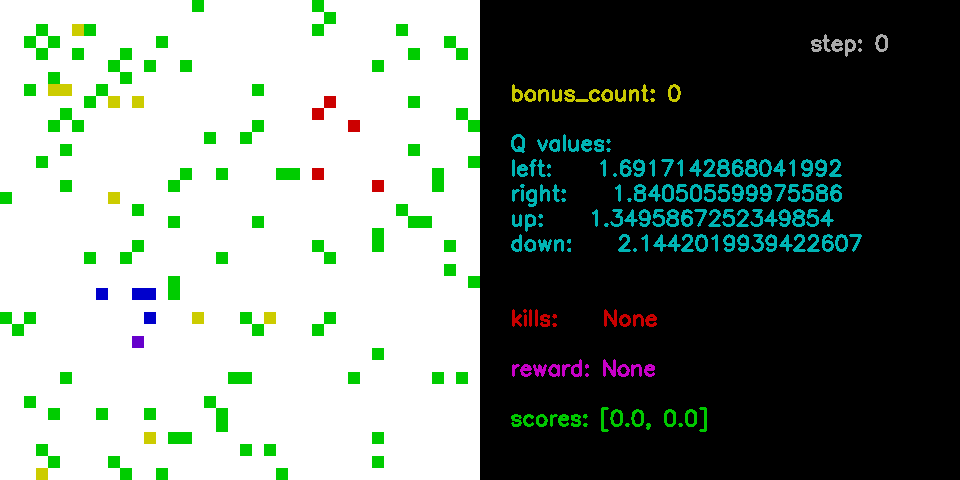 step: 0
bonus_count: 0
Q values:
left: 1.6917142868041992
right: 1.840505599975586
up: 1.3495867252349854
down: 2.1442019939422607
kills: None
reward: None
scores: [0.0, 0.0]